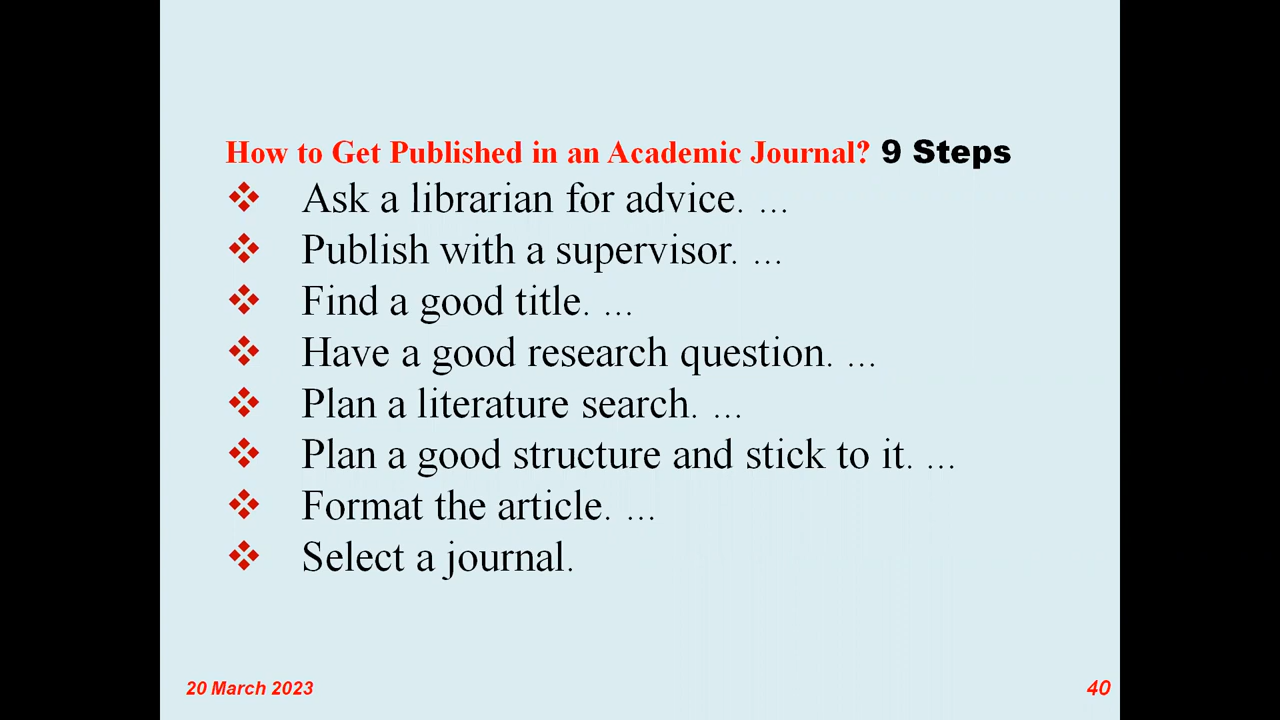 How to Get Published in an Academic Journal? 9 Steps
❖ Ask a librarian for advice. ...
❖ Publish with a supervisor. ...
❖ Find a good title. ...
❖ Have a good research question. ...
❖ Plan a literature search. ...
❖ Plan a good structure and stick to it. ...
❖ Format the article. ...
❖ Select a journal.
20 March 2023
40